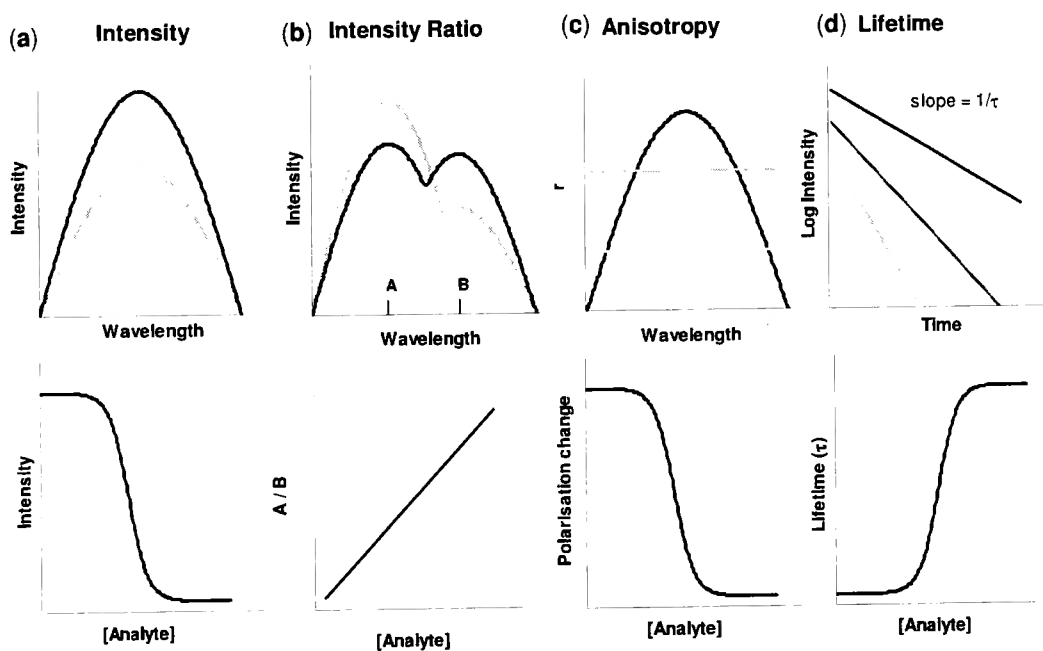 (a) Intensity
Intensity
Wavelength
Intensity
[Analyte]
(b) Intensity Ratio
Intensity
A
B
Wavelength
A / B
[Analyte]
(c) Anisotropy
r
Wavelength
Polarisation change
[Analyte]
(d) Lifetime
slope = 1/τ
Log Intensity
Time
Lifetime (τ)
[Analyte]